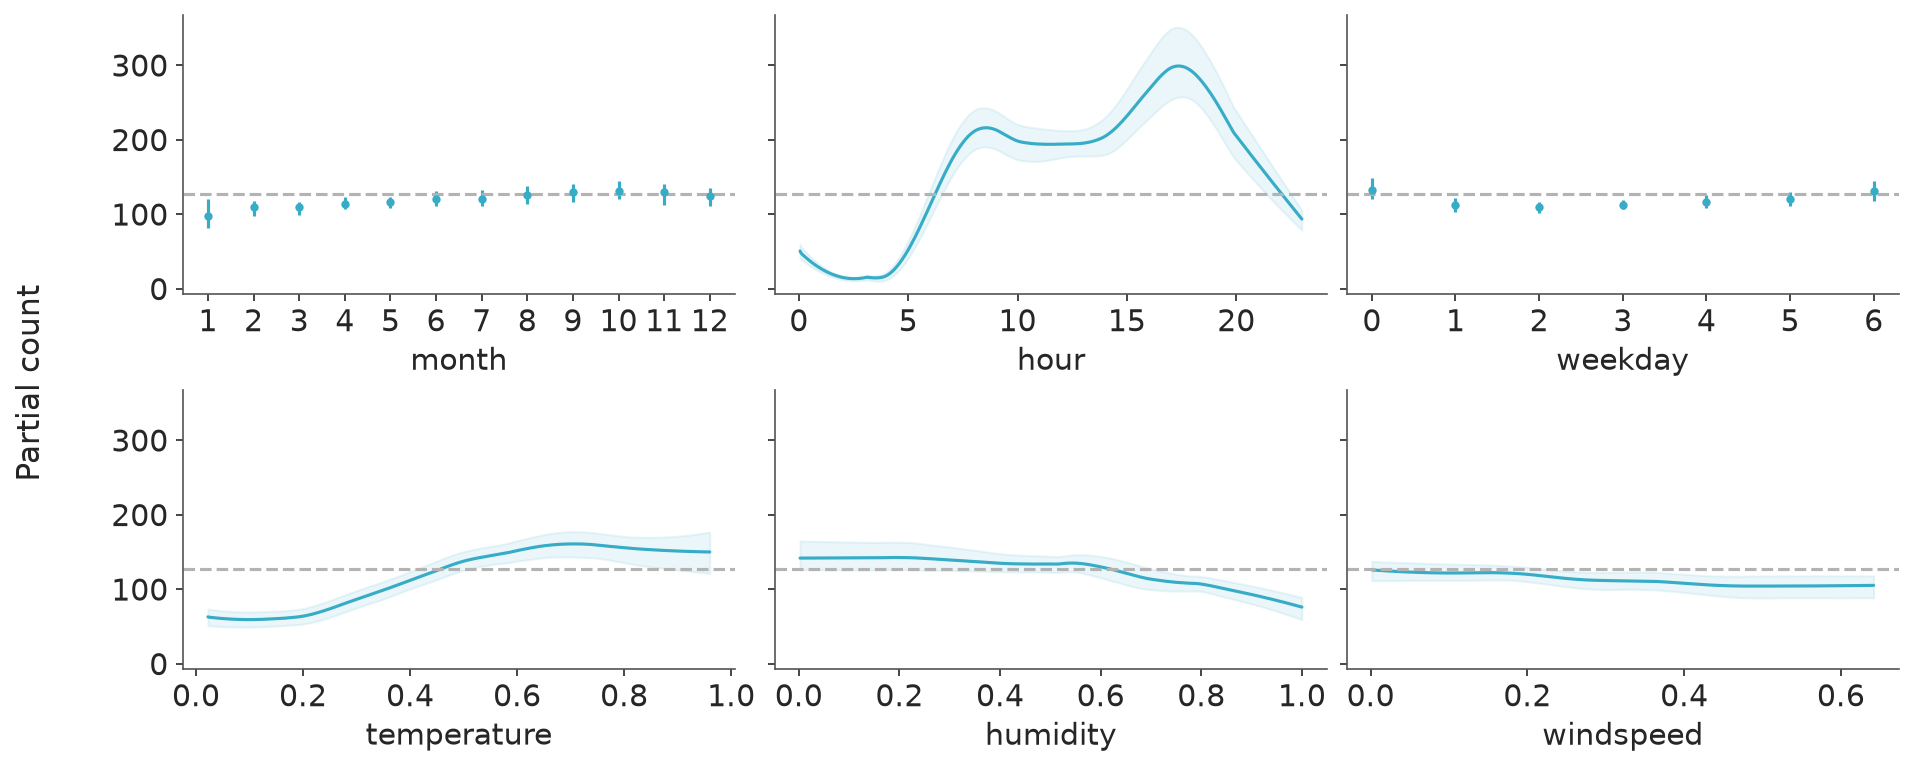 Partial count
300
200
100
0
1 2 3 4 5 6 7 8 9 10 11 12
month
0 5 10 15 20
hour
0 1 2 3 4 5 6
weekday
300
200
100
0
0.0 0.2 0.4 0.6 0.8 1.0
temperature
0.0 0.2 0.4 0.6 0.8 1.0
humidity
0.0 0.2 0.4 0.6
windspeed